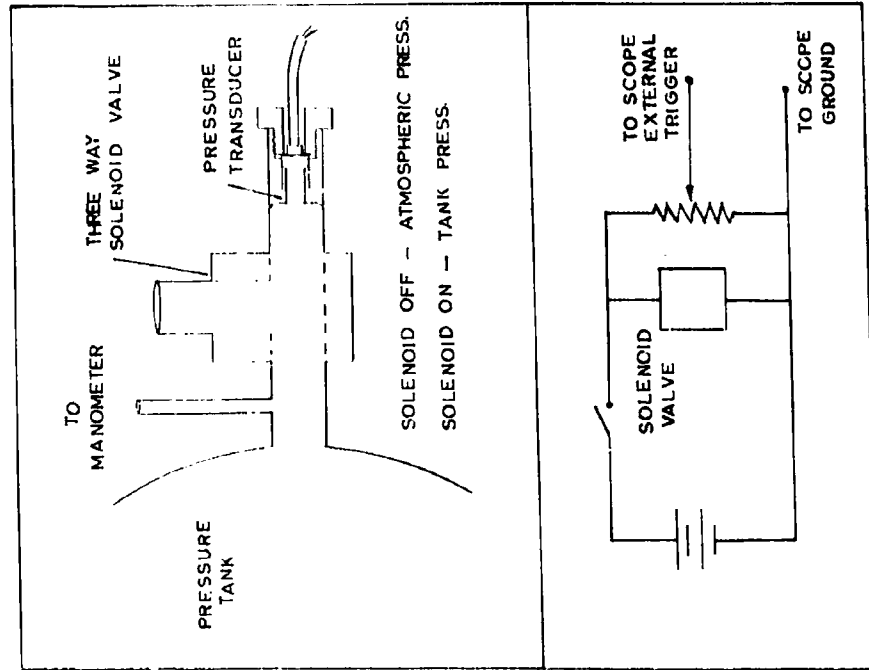 PRESSURE
TANK
TO
MANOMETER
THREE WAY
SOLENOID VALVE
PRESSURE
TRANSDUCER
SOLENOID OFF — ATMOSPHERIC PRESS.
SOLENOID ON — TANK PRESS.
SOLENOID
VALVE
TO SCOPE
EXTERNAL
TRIGGER
TO SCOPE
GROUND